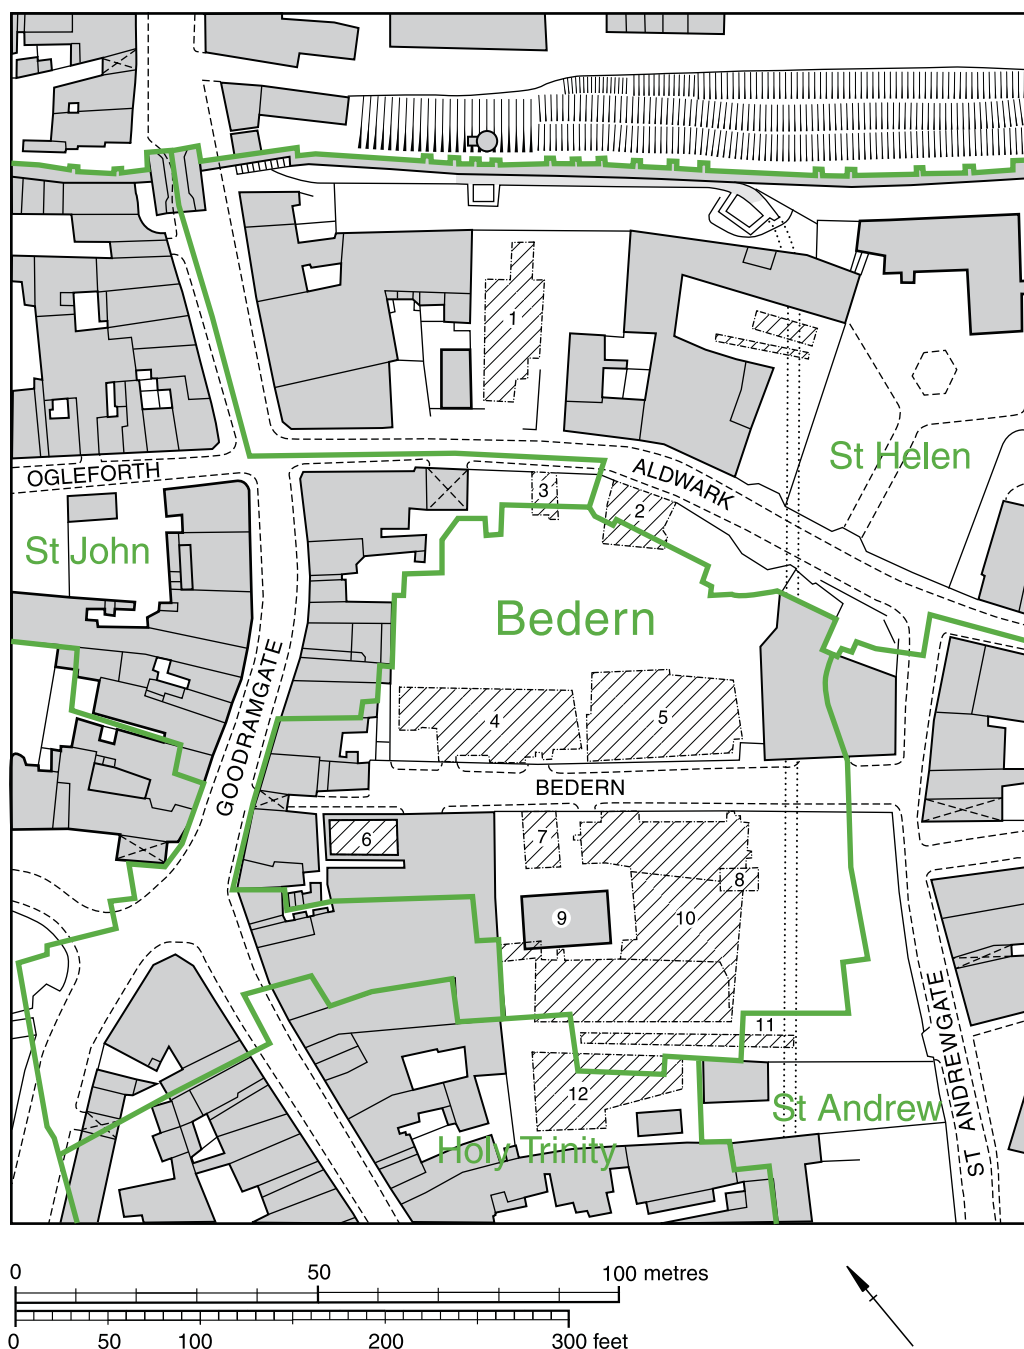 1
St Helen
OGLEFORTH
ALDWARK
3
2
St John
Bedern
GOODRAMGATE
4
5
BEDERN
6
7
8
9
10
11
12
St Andrew
ST ANDREWGATE
Holy Trinity
0 50 100 metres
0 50 100 200 300 feet